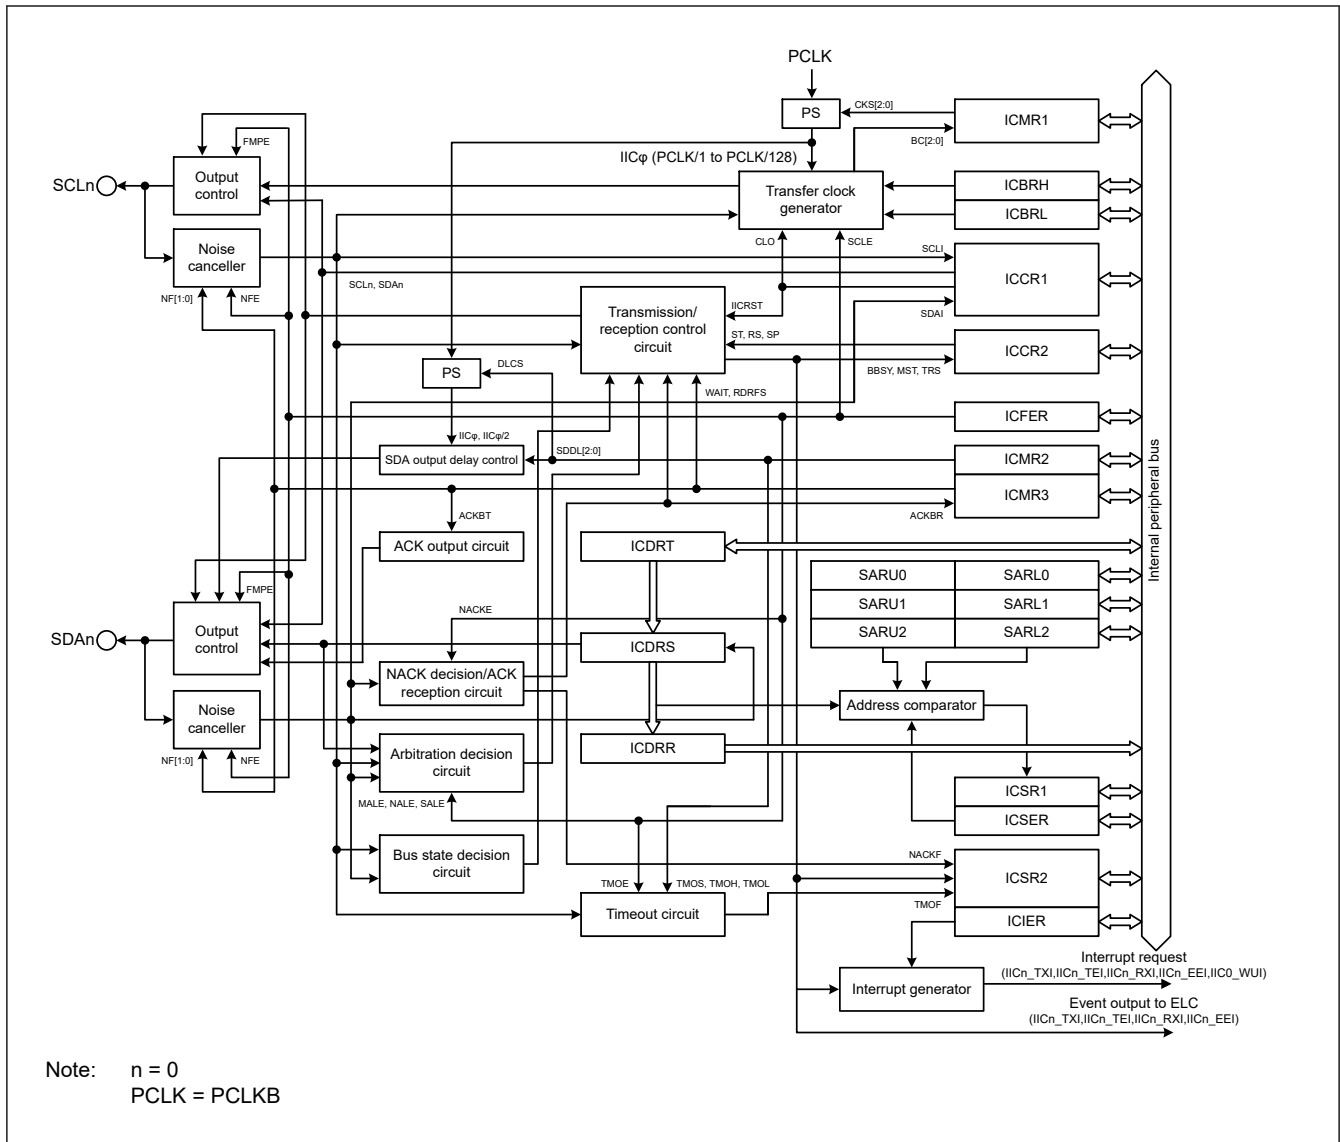 PCLK
PS
CKS[2:0]
ICMR1
BC[2:0]
FMPE
IICφ (PCLK/1 to PCLK/128)
SCLn
Output
control
Transfer clock
generator
ICBRH
ICBRL
Noise
canceller
CLO
SCLE
SCLI
ICCR1
NF[1:0]
NFE
SCLn, SDAn
IICRST
SDAI
Transmission/
reception control
circuit
ST, RS, SP
ICCR2
BBSY, MST, TRS
PS
DLCS
WAIT, RDRFS
ICFER
IICφ, IICφ/2
SDA output delay control
SDDL[2:0]
ICMR2
ICMR3
ACKBT
ACKBR
Internal peripheral bus
ACK output circuit
ICDRT
SARU0
SARL0
FMPE
SARU1
SARL1
NACKE
SARU2
SARL2
SDAn
Output
control
ICDRS
NACK decision/ACK
reception circuit
Address comparator
Noise
canceller
NF[1:0]
NFE
Arbitration decision
circuit
ICDRR
ICSR1
MALE, NALE, SALE
ICSER
Bus state decision
circuit
NACKF
ICSR2
TMOE
TMOS, TMOH, TMOL
TMOF
Timeout circuit
ICIER
Interrupt request
(IICn_TXI,IICn_TEI,IICn_RXI,IICn_EEI,IIC0_WUI)
Interrupt generator
Event output to ELC
(IICn_TXI,IICn_TEI,IICn_RXI,IICn_EEI)
Note: n = 0
PCLK = PCLKB